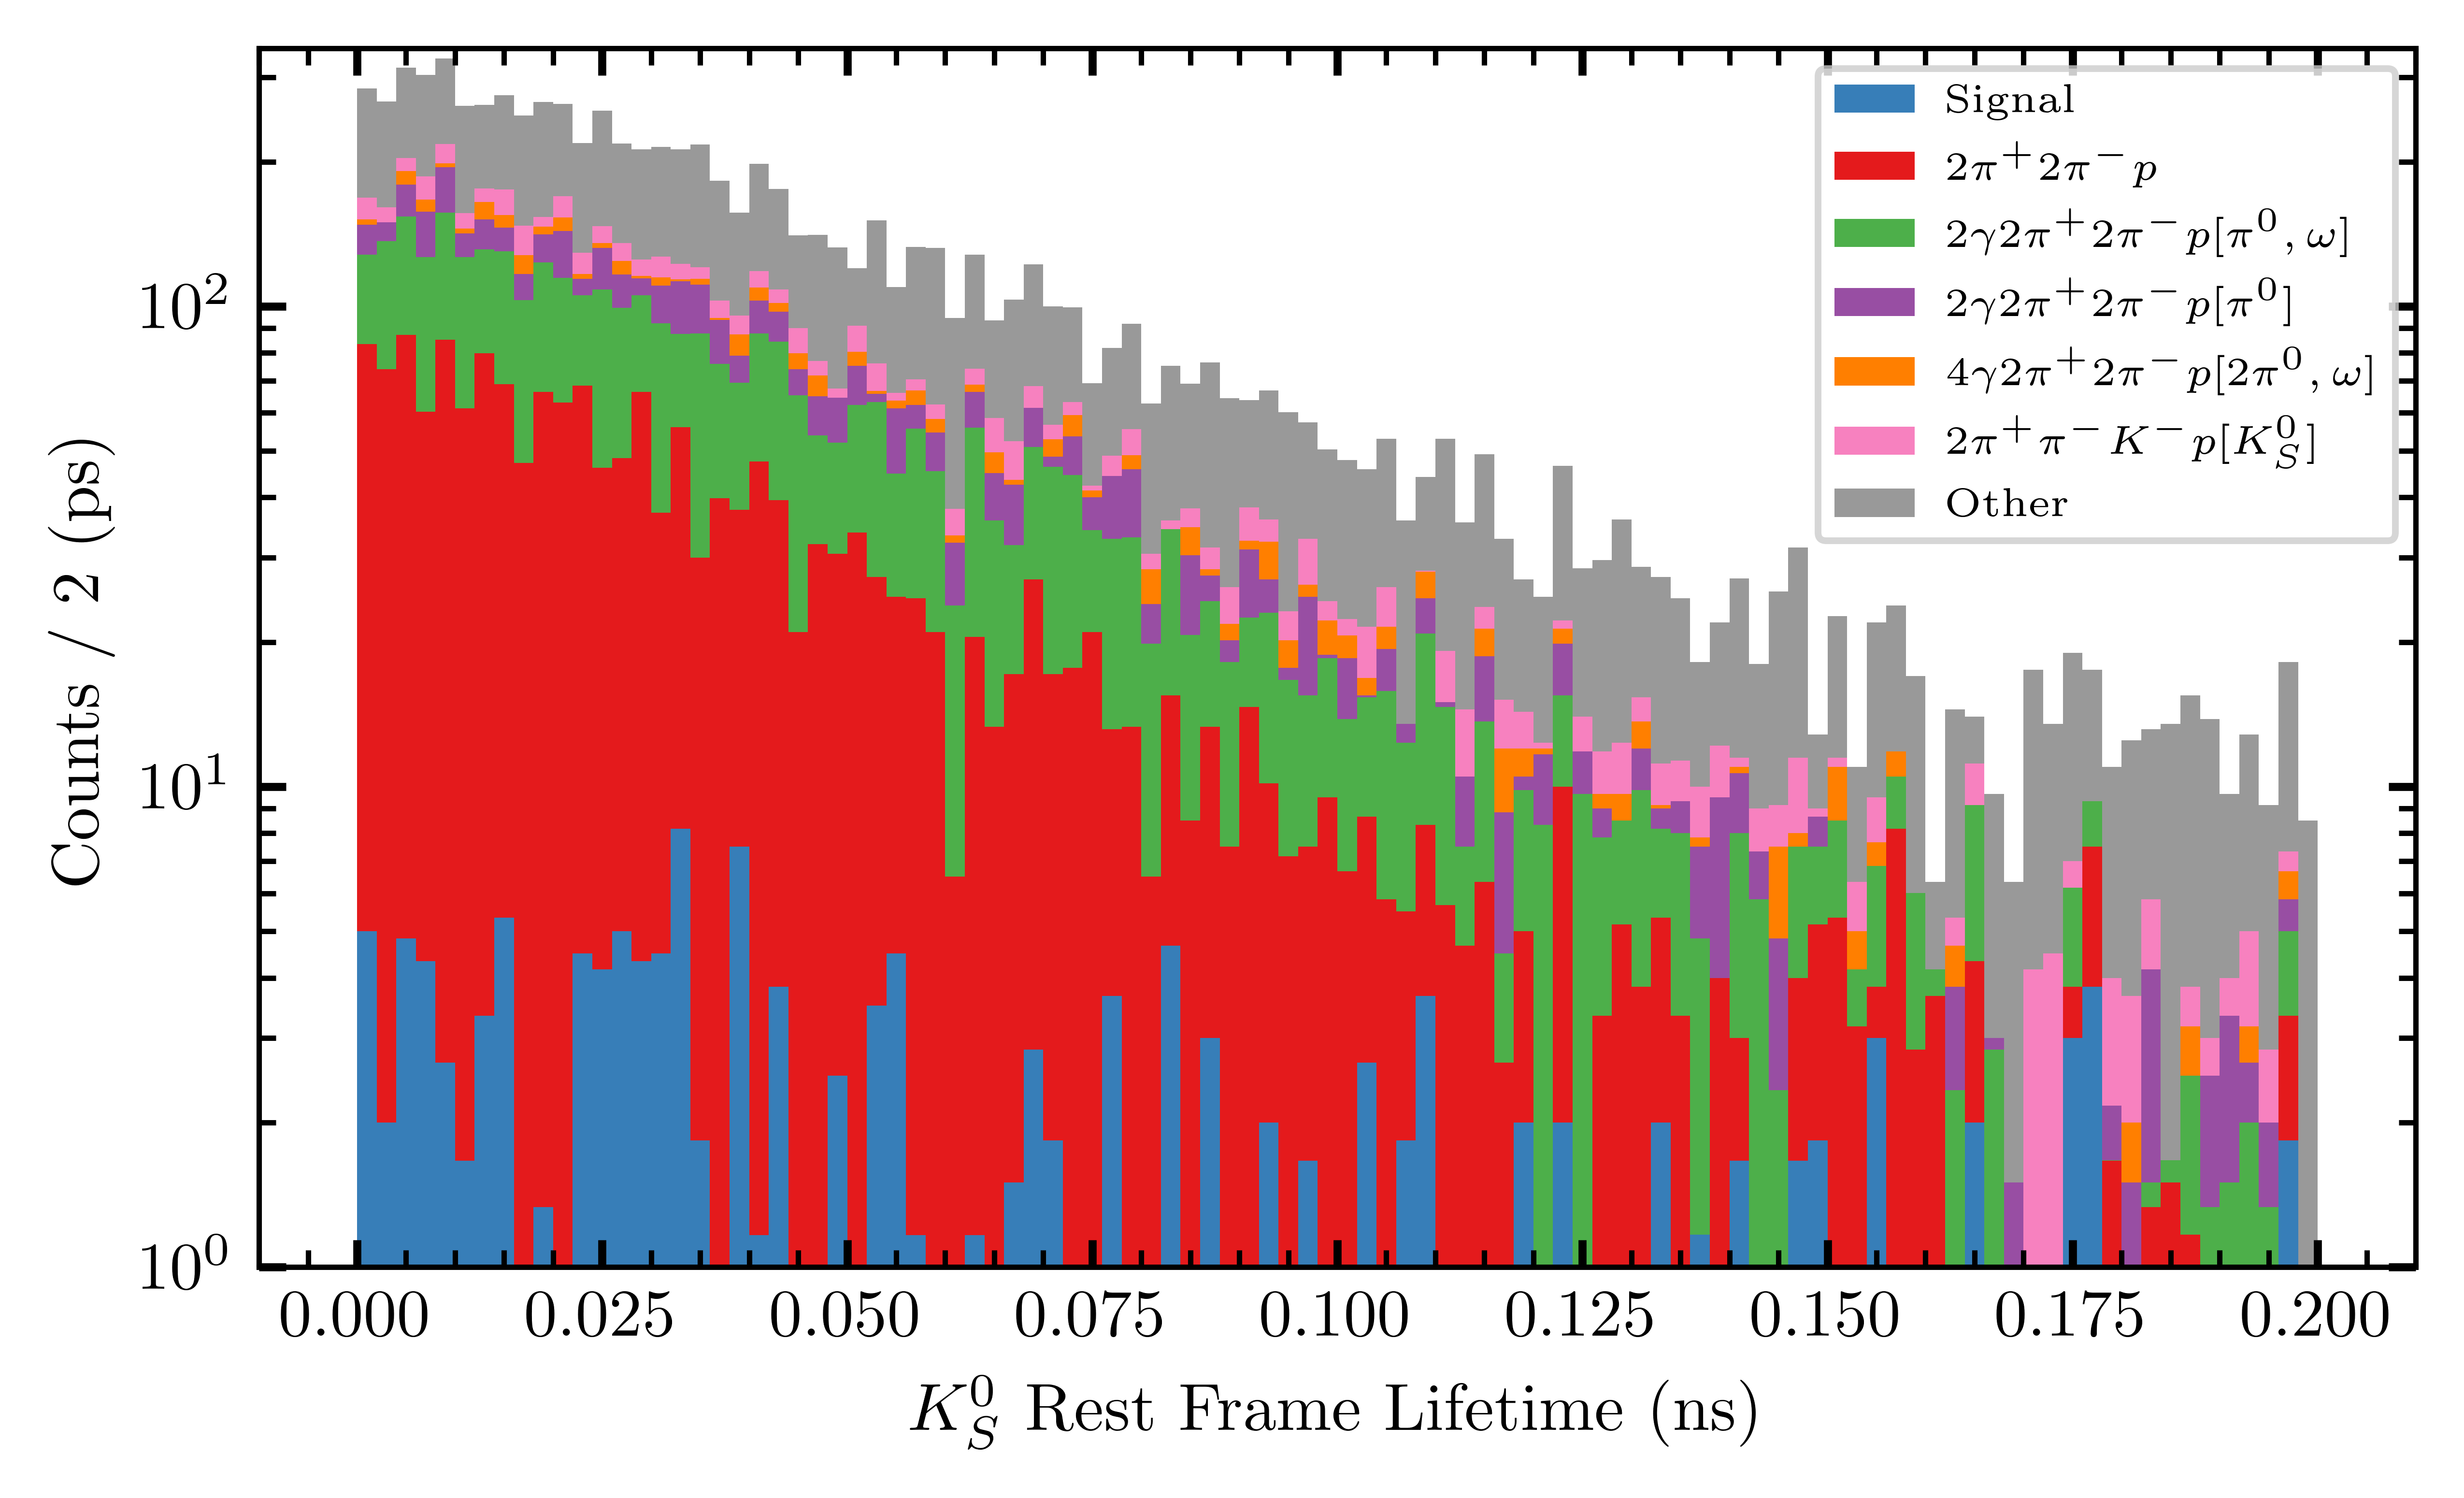 Counts / 2 (ps)
10²
10¹
10⁰
Signal
2π⁺2π⁻p
2γ2π⁺2π⁻p[π⁰, ω]
2γ2π⁺2π⁻p[π⁰]
4γ2π⁺2π⁻p[2π⁰, ω]
2π⁺π⁻K⁻p[K⁰_S]
Other
0.000 0.025 0.050 0.075 0.100 0.125 0.150 0.175 0.200
K⁰_S Rest Frame Lifetime (ns)